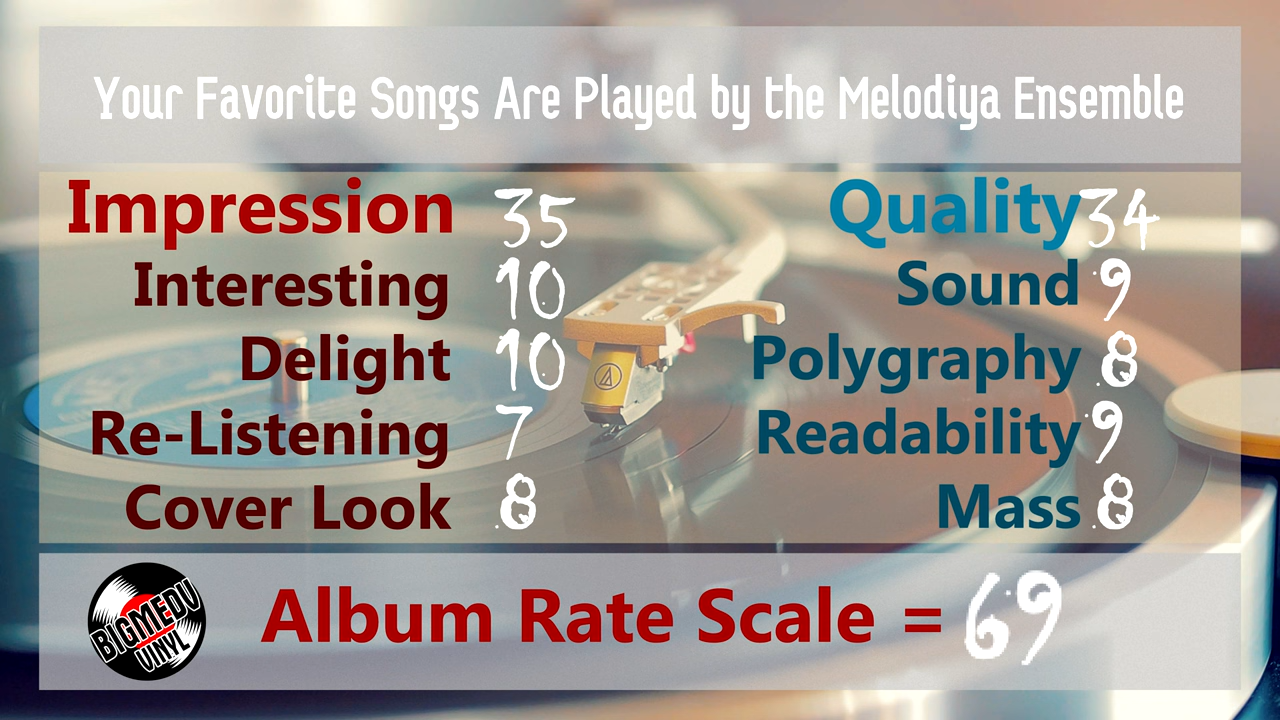 Your Favorite Songs Are Played by the Melodiya Ensemble
Impression 35
Interesting 10
Delight 10
Re-Listening 7
Cover Look 8
Quality 34
Sound 9
Polygraphy 8
Readability 9
Mass 8
BIGMEDU
VINYL
Album Rate Scale = 69